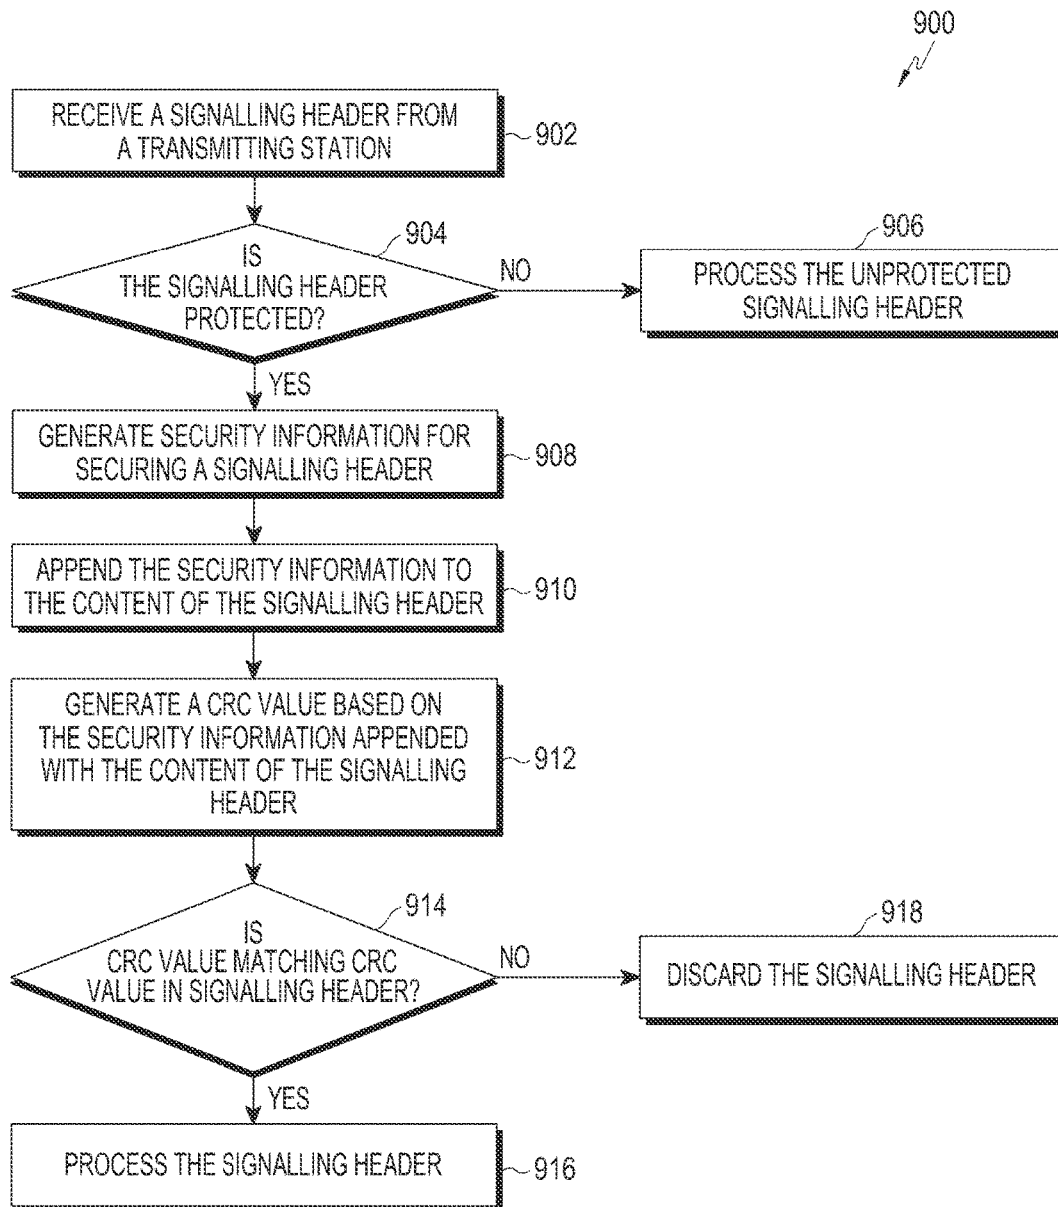 900
RECEIVE A SIGNALLING HEADER FROM
A TRANSMITTING STATION
902
904
IS
THE SIGNALLING HEADER
PROTECTED?
NO
906
PROCESS THE UNPROTECTED
SIGNALLING HEADER
YES
GENERATE SECURITY INFORMATION FOR
SECURING A SIGNALLING HEADER
908
APPEND THE SECURITY INFORMATION TO
THE CONTENT OF THE SIGNALLING HEADER
910
GENERATE A CRC VALUE BASED ON
THE SECURITY INFORMATION APPENDED
WITH THE CONTENT OF THE SIGNALLING
HEADER
912
914
IS
CRC VALUE MATCHING CRC
VALUE IN SIGNALLING HEADER?
NO
918
DISCARD THE SIGNALLING HEADER
YES
PROCESS THE SIGNALLING HEADER
916